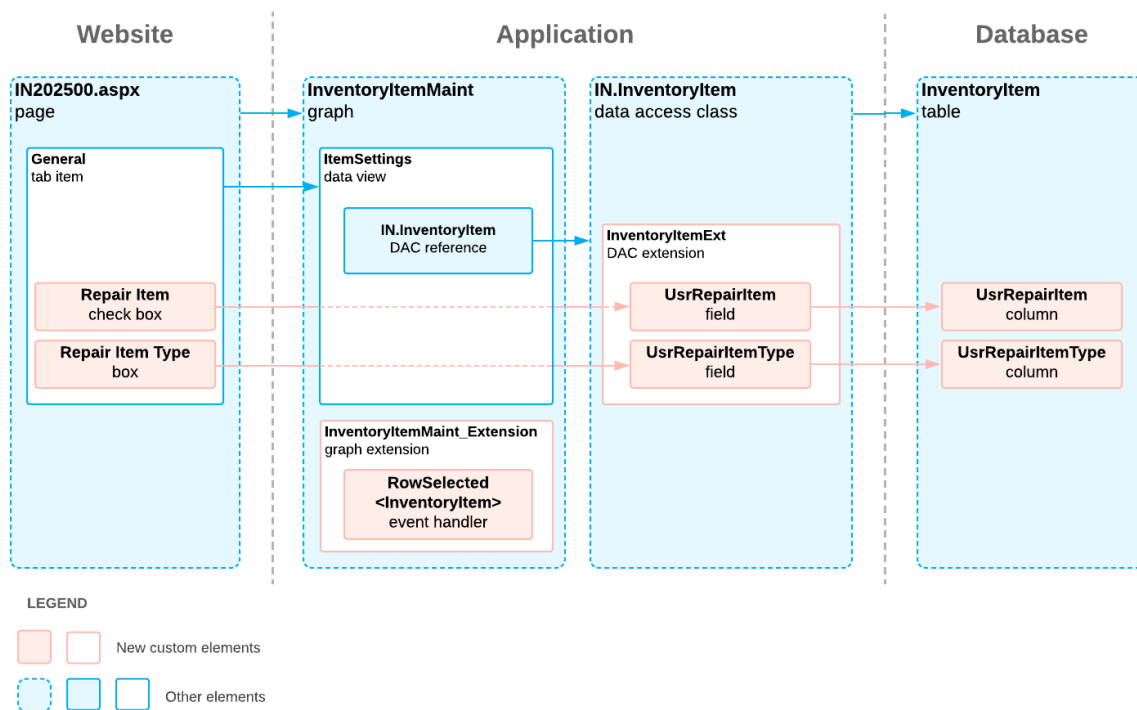 Website
Application
Database
IN202500.aspx
page
InventoryItemMaint
graph
IN.InventoryItem
data access class
InventoryItem
table
General
tab item
ItemSettings
data view
IN.InventoryItem
DAC reference
InventoryItemExt
DAC extension
Repair Item
check box
UsrRepairItem
field
UsrRepairItem
column
Repair Item Type
box
UsrRepairItemType
field
UsrRepairItemType
column
InventoryItemMaint_Extension
graph extension
RowSelected
<InventoryItem>
event handler
LEGEND
New custom elements
Other elements